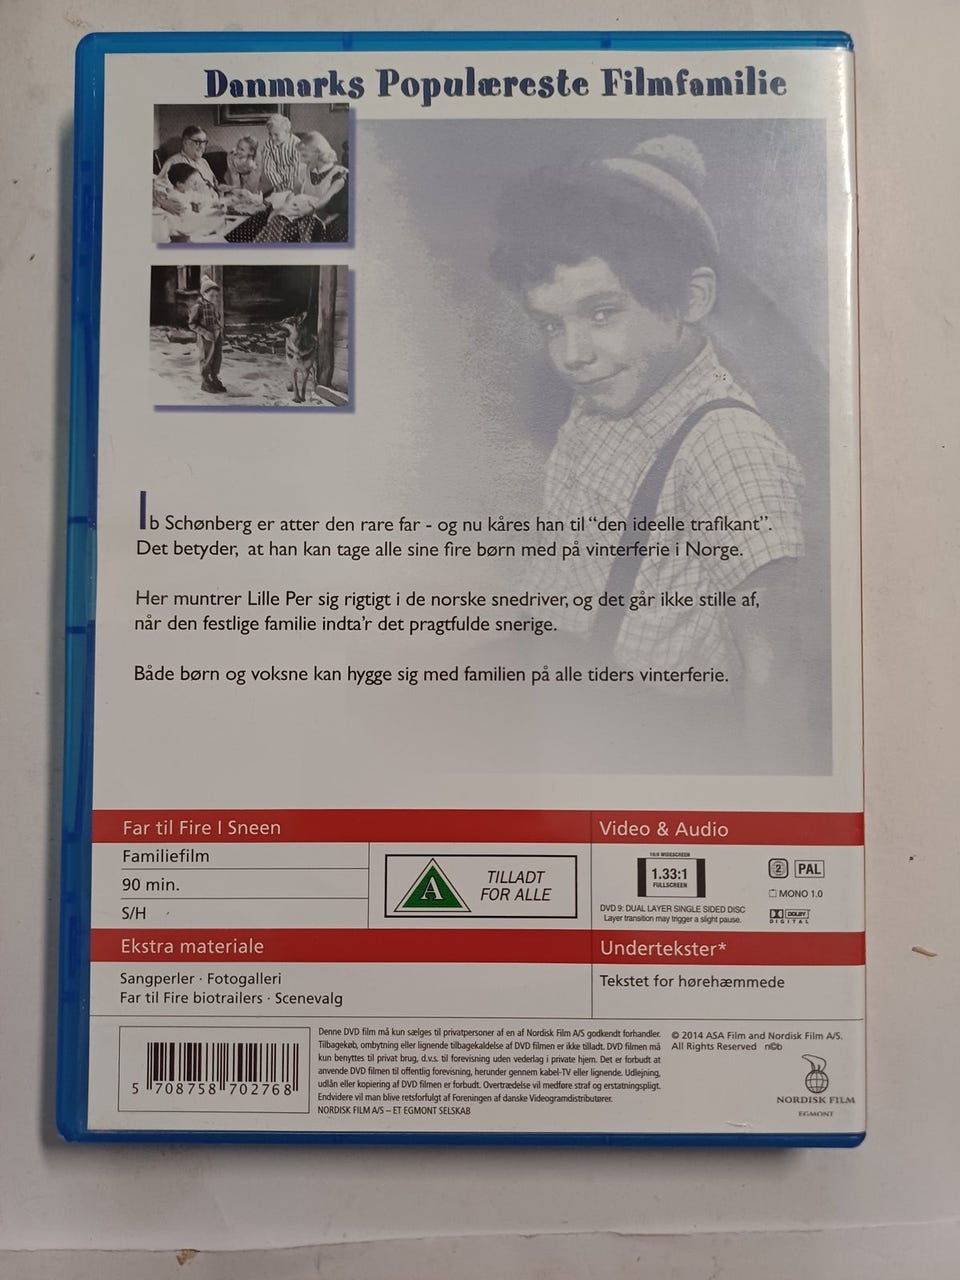 Danmarks Populæreste Filmfamilie
Ib Schønberg er atter den rare far - og nu kåres han til “den ideelle trafikant”.
Det betyder, at han kan tage alle sine fire børn med på vinterferie i Norge.
Her muntrer Lille Per sig rigtigt i de norske snedriver, og det går ikke stille af,
når den festlige familie indta’r det pragtfulde snerige.
Både børn og voksne kan hygge sig med familien på alle tiders vinterferie.
Far til Fire I Sneen
Familiefilm
90 min.
S/H
A
TILLADT
FOR ALLE
Video & Audio
16:9 WIDESCREEN
1.33:1
FULLSCREEN
2 PAL
MONO 1.0
DVD 9: DUAL LAYER SINGLE SIDED DISC
Layer transition may trigger a slight pause.
DOLBY
DIGITAL
Ekstra materiale
Sangperler · Fotogalleri
Far til Fire biotrailers · Scenevalg
Undertekster*
Tekstet for hørehæmmede
5 708758 702768
Denne DVD film må kun sælges til privatpersoner af en af Nordisk Film A/S godkendt forhandler.
Tilbagekøb, ombytning eller lignende tilbagekaldelse af DVD filmen er ikke tilladt. DVD filmen må
kun benyttes til privat brug, d.v.s. til forevisning uden vederlag i private hjem. Det er forbudt at
anvende DVD filmen til offentlig forevisning, herunder gennem kabel-TV eller lignende. Udlejning,
udlån eller kopiering af DVD filmen er forbudt. Overtrædelse vil medføre straf og erstatningspligt.
Endvidere vil man blive retsforfulgt af Foreningen af danske Videogramdistributører.
NORDISK FILM A/S – ET EGMONT SELSKAB
© 2014 ASA Film and Nordisk Film A/S.
All Rights Reserved n©b
NORDISK FILM
EGMONT